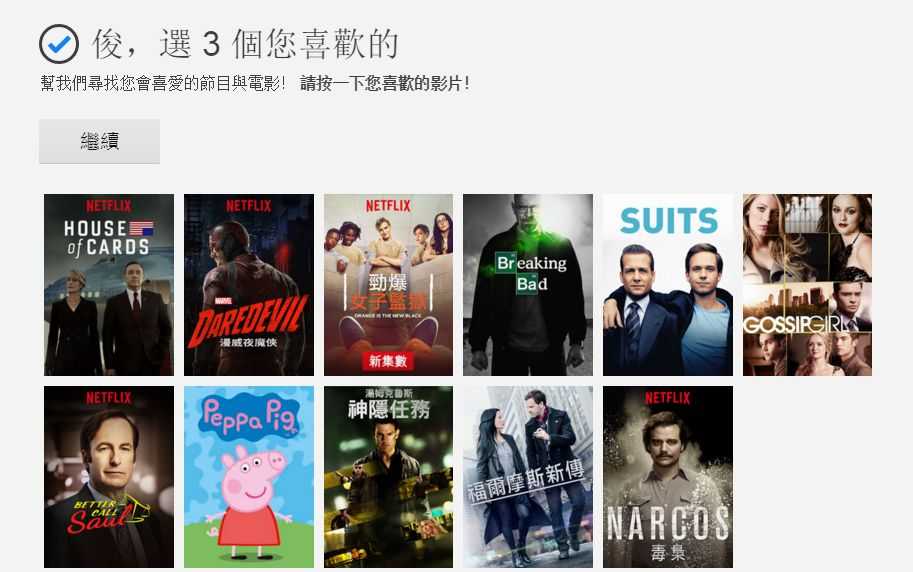 俊，選 3 個您喜歡的
幫我們尋找您會喜愛的節目與電影！ 請按一下您喜歡的影片！
繼續
NETFLIX
HOUSE
of CARDS
NETFLIX
MARVEL
DAREDEVIL
漫威夜魔俠
NETFLIX
勁爆
女子監獄
ORANGE IS THE NEW BLACK
新集數
Breaking
Bad
SUITS
GOSSIP GIRL
NETFLIX
BETTER
CALL
Saul
Peppa Pig
湯姆克魯斯
神隱任務
福爾摩斯新傳
NETFLIX
NARCOS
毒梟